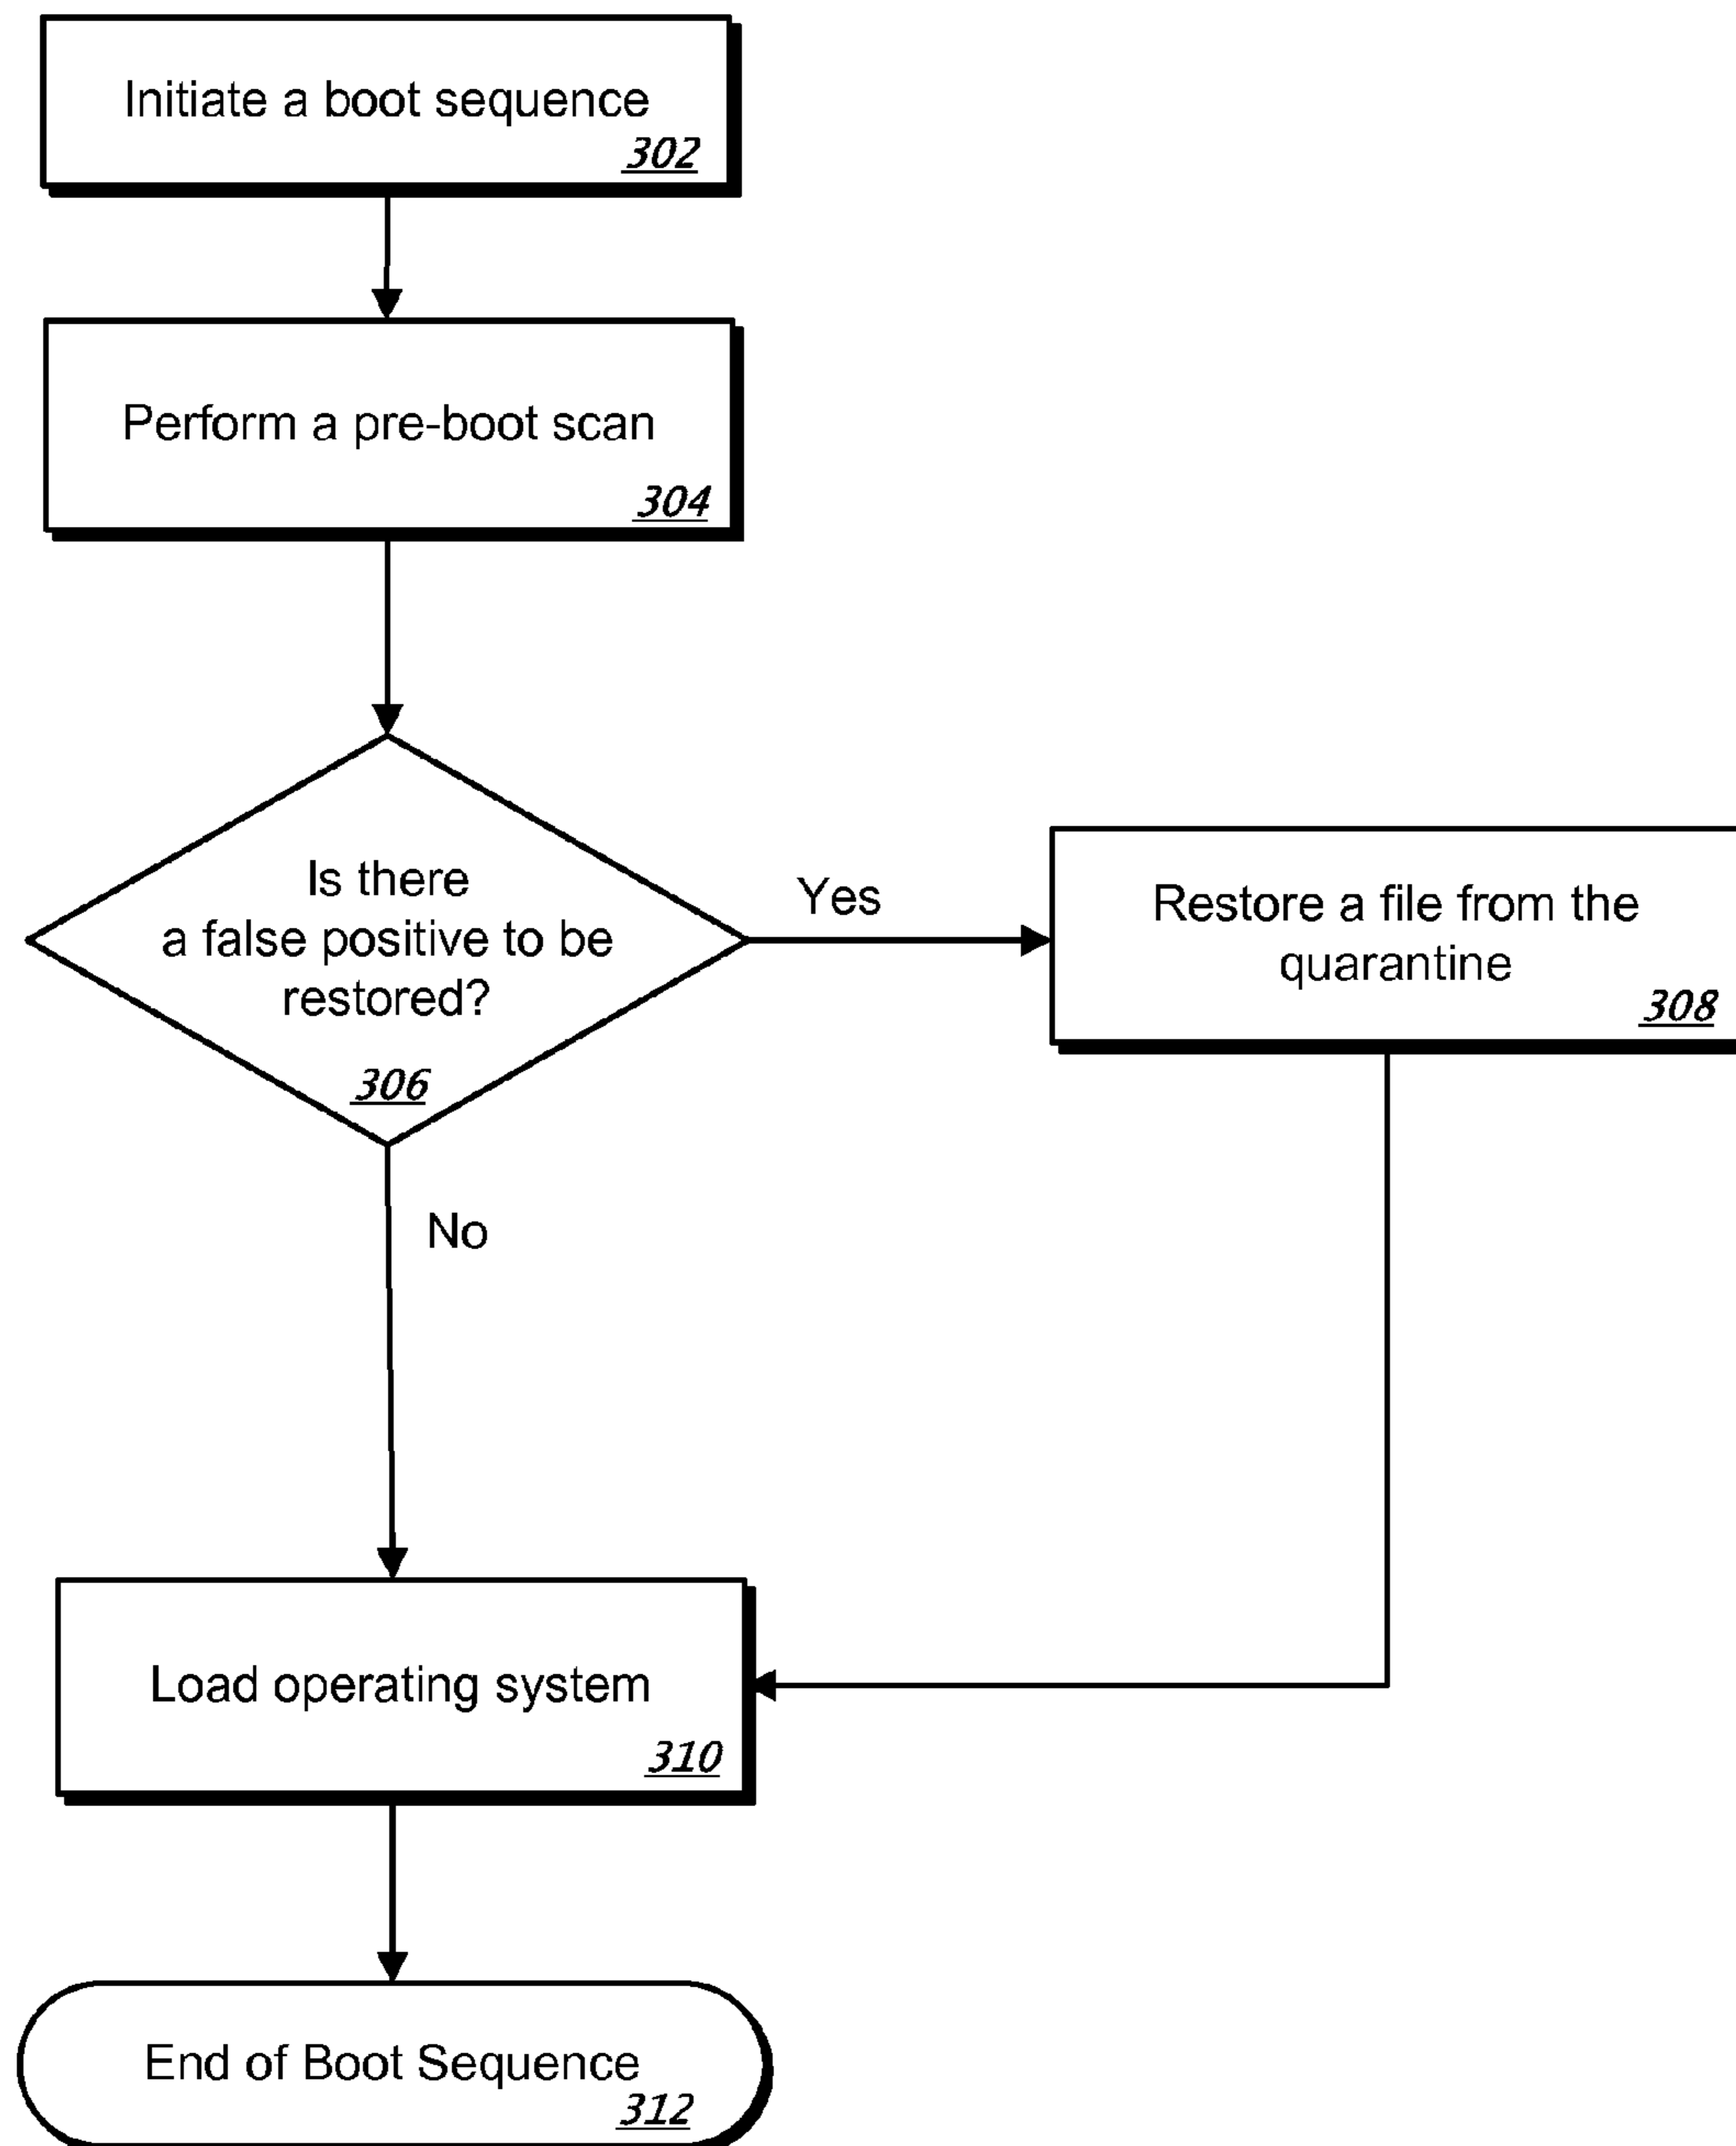 Initiate a boot sequence
302
Perform a pre-boot scan
304
Is there
a false positive to be
restored?
306
Yes
Restore a file from the
quarantine
308
No
Load operating system
310
End of Boot Sequence
312